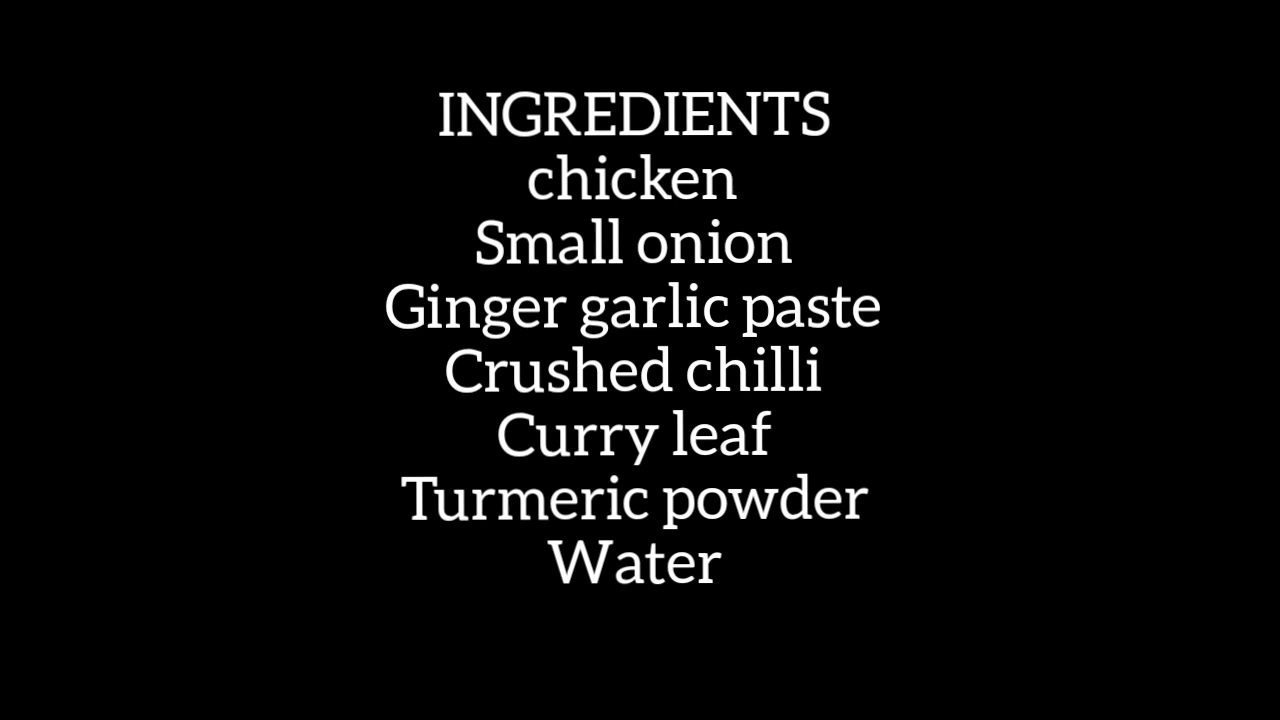 INGREDIENTS
chicken
Small onion
Ginger garlic paste
Crushed chilli
Curry leaf
Turmeric powder
Water